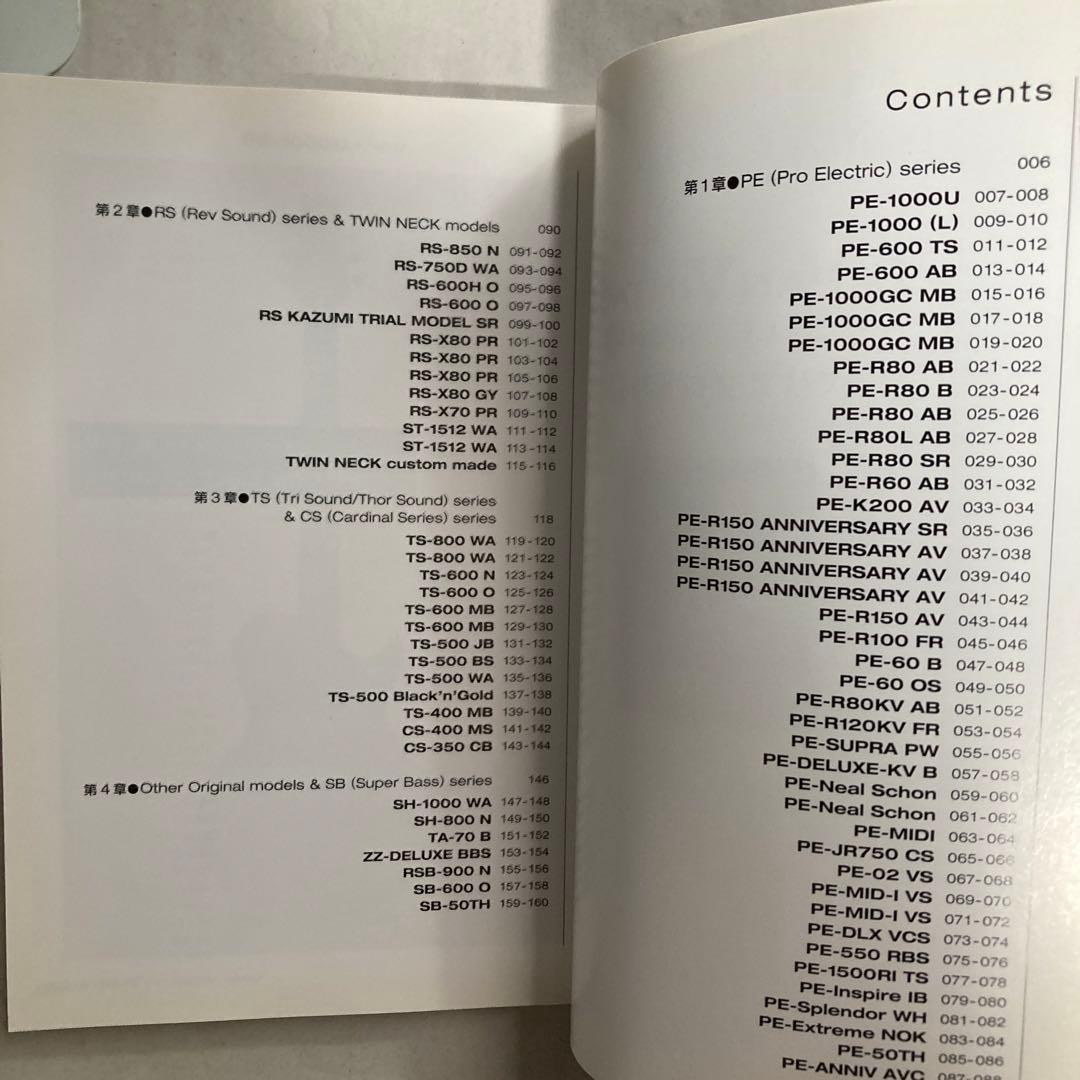 Contents
第1章●PE (Pro Electric) series 006
PE-1000U 007-008
PE-1000 (L) 009-010
PE-600 TS 011-012
PE-600 AB 013-014
PE-1000GC MB 015-016
PE-1000GC MB 017-018
PE-1000GC MB 019-020
PE-R80 AB 021-022
PE-R80 B 023-024
PE-R80 AB 025-026
PE-R80L AB 027-028
PE-R80 SR 029-030
PE-R60 AB 031-032
PE-K200 AV 033-034
PE-R150 ANNIVERSARY SR 035-036
PE-R150 ANNIVERSARY AV 037-038
PE-R150 ANNIVERSARY AV 039-040
PE-R150 ANNIVERSARY AV 041-042
PE-R150 AV 043-044
PE-R100 FR 045-046
PE-60 B 047-048
PE-60 OS 049-050
PE-R80KV AB 051-052
PE-R120KV FR 053-054
PE-SUPRA PW 055-056
PE-DELUXE-KV B 057-058
PE-Neal Schon 059-060
PE-Neal Schon 061-062
PE-MIDI 063-064
PE-JR750 CS 065-066
PE-02 VS 067-068
PE-MID-I VS 069-070
PE-MID-I VS 071-072
PE-DLX VCS 073-074
PE-550 RBS 075-076
PE-1500RI TS 077-078
PE-Inspire IB 079-080
PE-Splendor WH 081-082
PE-Extreme NOK 083-084
PE-50TH 085-086
PE-ANNIV AVC 087-088
第2章●RS (Rev Sound) series & TWIN NECK models 090
RS-850 N 091-092
RS-750D WA 093-094
RS-600H O 095-096
RS-600 O 097-098
RS KAZUMI TRIAL MODEL SR 099-100
RS-X80 PR 101-102
RS-X80 PR 103-104
RS-X80 PR 105-106
RS-X80 GY 107-108
RS-X70 PR 109-110
ST-1512 WA 111-112
ST-1512 WA 113-114
TWIN NECK custom made 115-116
第3章●TS (Tri Sound/Thor Sound) series
& CS (Cardinal Series) series 118
TS-800 WA 119-120
TS-800 WA 121-122
TS-600 N 123-124
TS-600 O 125-126
TS-600 MB 127-128
TS-600 MB 129-130
TS-500 JB 131-132
TS-500 BS 133-134
TS-500 WA 135-136
TS-500 Black'n'Gold 137-138
TS-400 MB 139-140
CS-400 MS 141-142
CS-350 CB 143-144
第4章●Other Original models & SB (Super Bass) series 146
SH-1000 WA 147-148
SH-800 N 149-150
TA-70 B 151-152
ZZ-DELUXE BBS 153-154
RSB-900 N 155-156
SB-600 O 157-158
SB-50TH 159-160